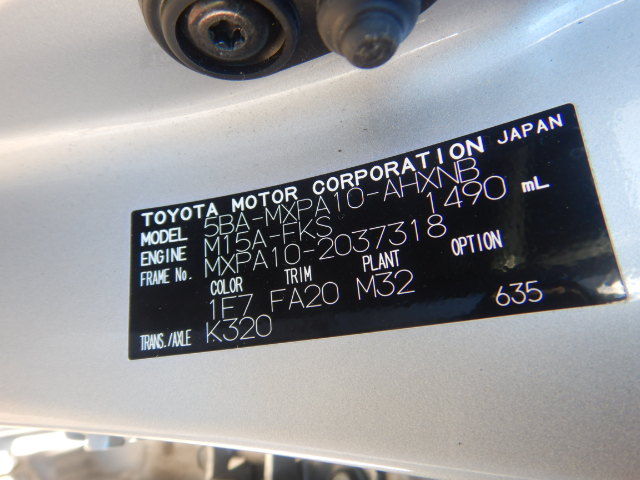 TOYOTA MOTOR CORPORATION JAPAN
MODEL 5BA-MXPA10-AHXNB
ENGINE M15A-FKS 1490 mL
FRAME No. MXPA10-2037318
COLOR TRIM PLANT OPTION
1E7 FA20 M32
TRANS./AXLE K320 635